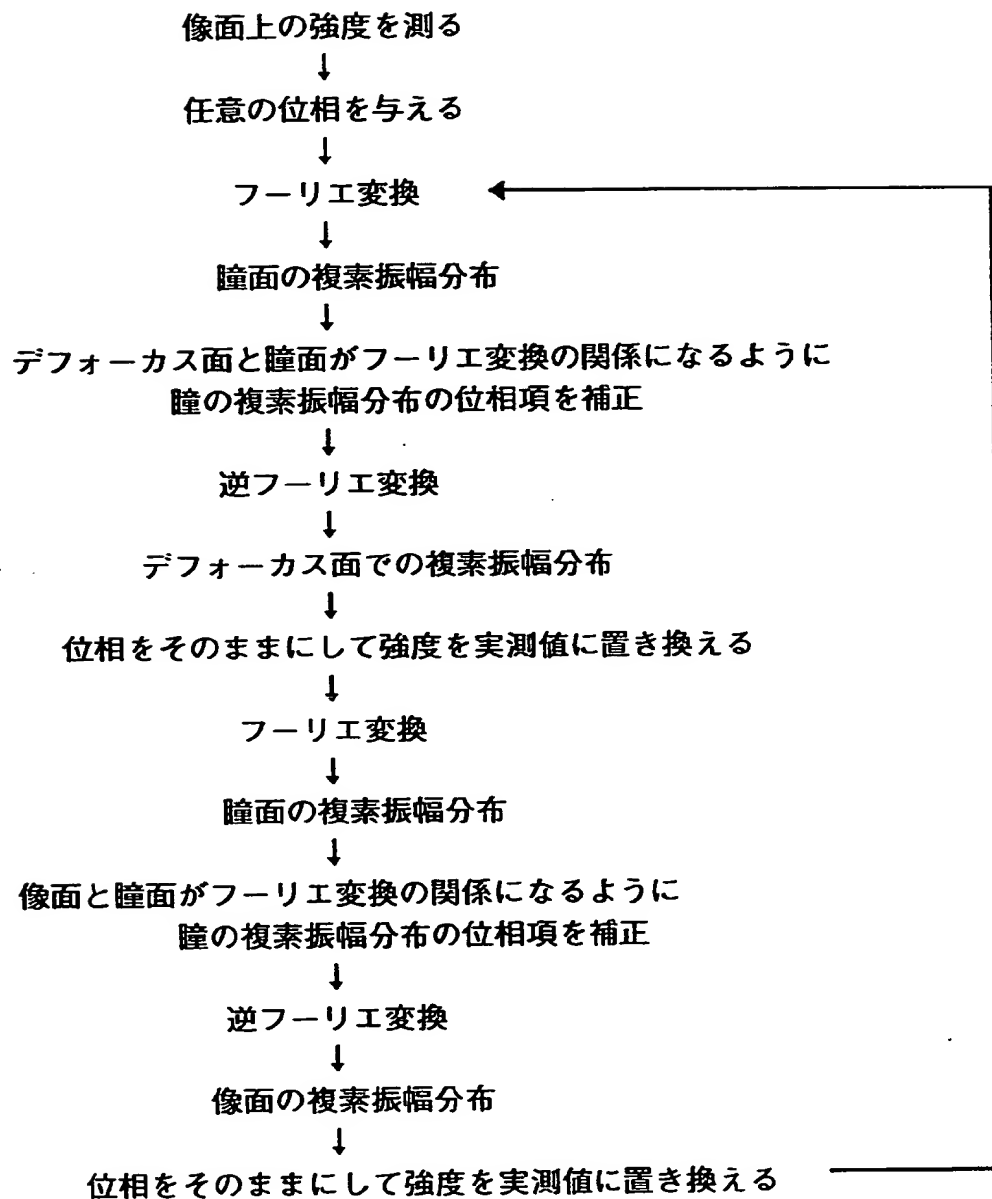 像面上の強度を測る
↓
任意の位相を与える
↓
フーリエ変換
↓
瞳面の複素振幅分布
↓
デフォーカス面と瞳面がフーリエ変換の関係になるように
瞳の複素振幅分布の位相項を補正
↓
逆フーリエ変換
↓
デフォーカス面での複素振幅分布
↓
位相をそのままにして強度を実測値に置き換える
↓
フーリエ変換
↓
瞳面の複素振幅分布
↓
像面と瞳面がフーリエ変換の関係になるように
瞳の複素振幅分布の位相項を補正
↓
逆フーリエ変換
↓
像面の複素振幅分布
↓
位相をそのままにして強度を実測値に置き換える